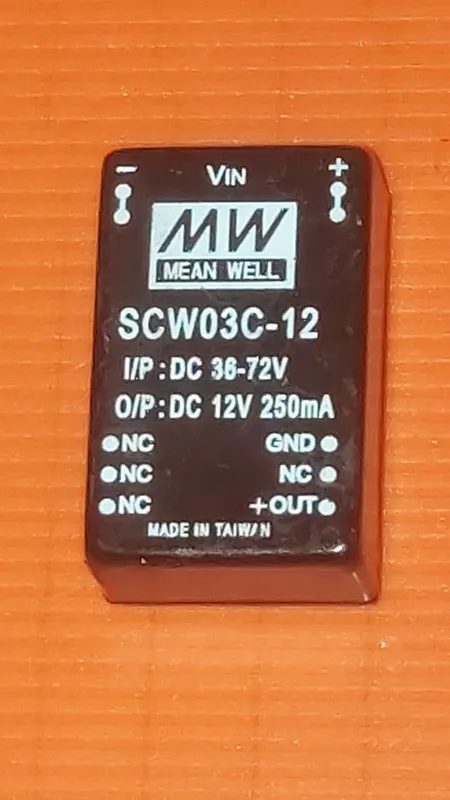 - VIN +
MW
MEAN WELL
SCW03C-12
I/P : DC 36-72V
O/P : DC 12V 250mA
●NC GND●
●NC NC●
●NC +OUT●
MADE IN TAIWAN